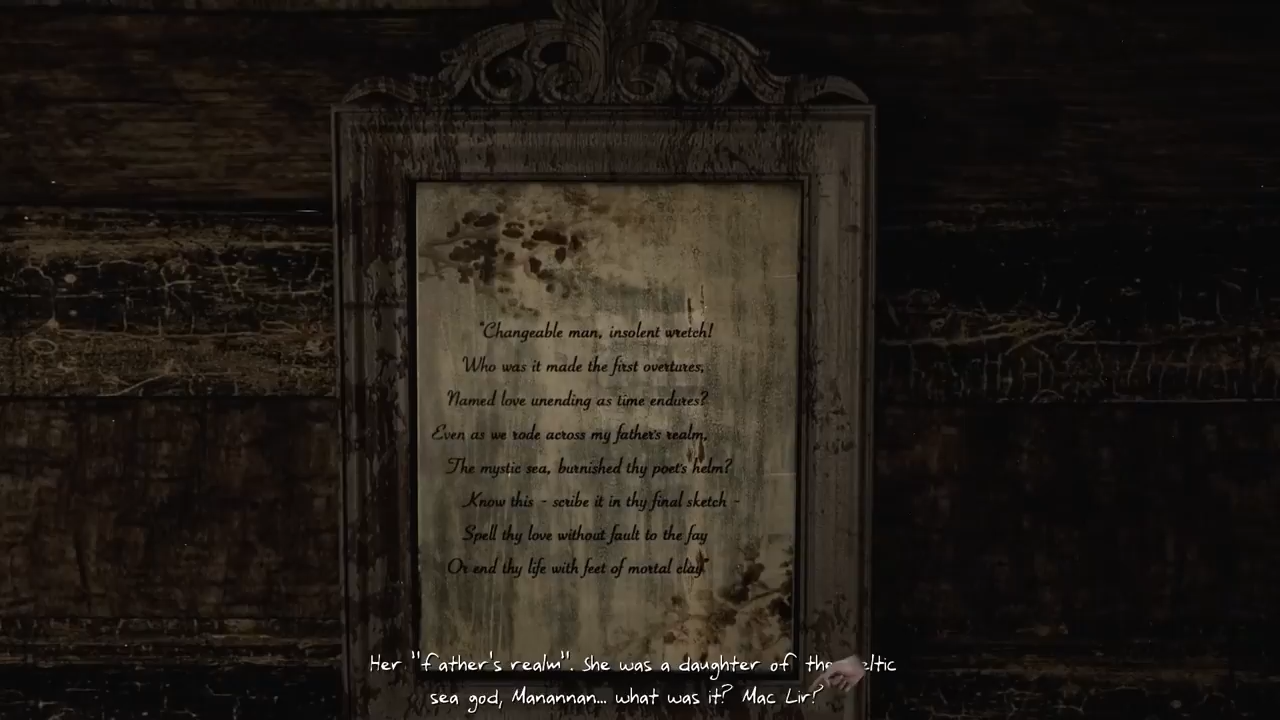 "Changeable man, insolent wretch!
Who was it made the first overtures,
Named love unending as time endures?
Even as we rode across my father's realm,
The mystic sea, burnished thy poet's helm?
Know this - scribe it in thy final sketch -
Spell thy love without fault to the fay
Or end thy life with feet of mortal clay"
Her "father's realm". She was a daughter of the
sea god, Manannan... what was it? Mac Lir?